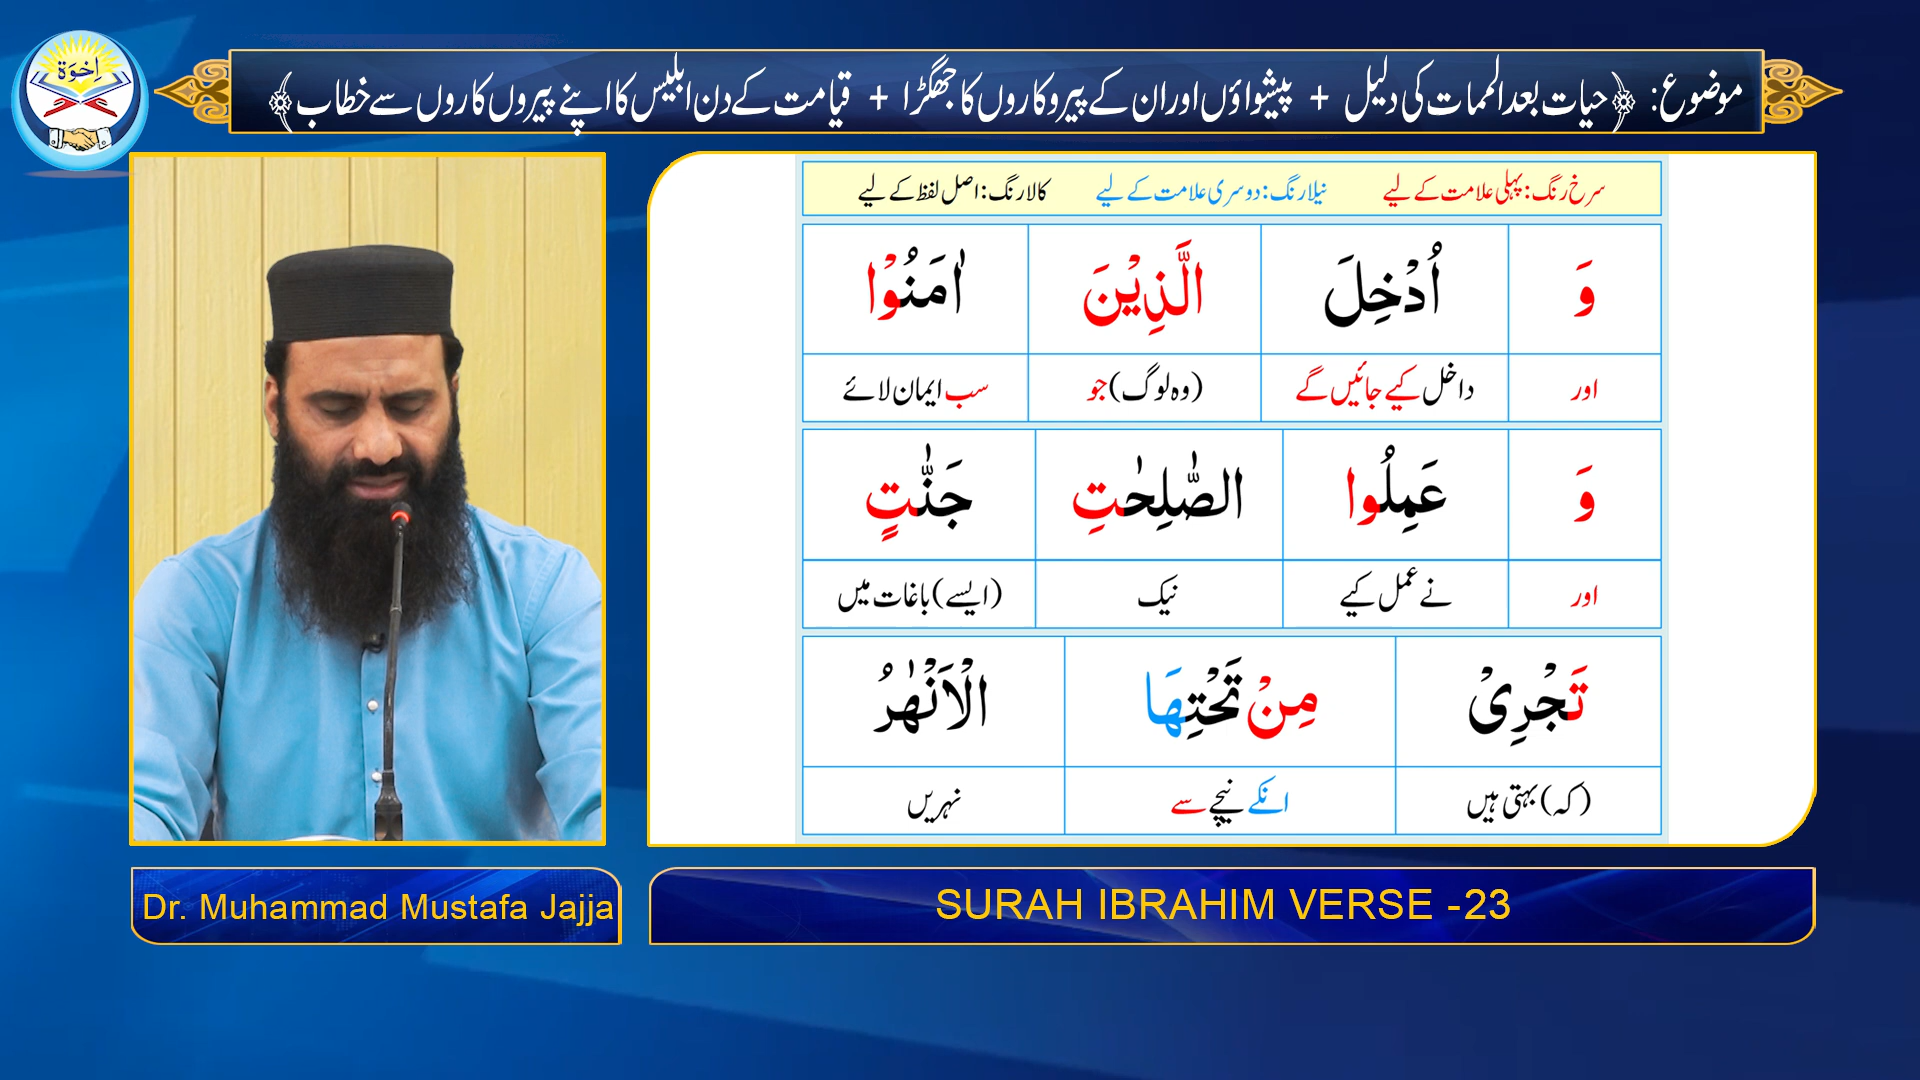 موضوع: ﴿حیات بعد الممات کی دلیل + پیشواؤں اور ان کے پیروکاروں کا جھگڑا + قیامت کے دن ابلیس کا اپنے پیروں کاروں سے خطاب﴾
اِخوَة
سرخ رنگ: پہلی علامت کے لیے نیلا رنگ: دوسری علامت کے لیے کالا رنگ: اصل لفظ کے لیے
وَ اُدْخِلَ الَّذِيْنَ اٰمَنُوْا
اور داخل کیے جائیں گے (وہ لوگ) جو سب ایمان لائے
وَ عَمِلُوا الصّٰلِحٰتِ جَنّٰتٍ
اور نے عمل کیے نیک (ایسے) باغات میں
تَجْرِيْ مِنْ تَحْتِهَا الْاَنْهٰرُ
(کہ) بہتی ہیں انکے نیچے سے نہریں
Dr. Muhammad Mustafa Jajja
SURAH IBRAHIM VERSE -23